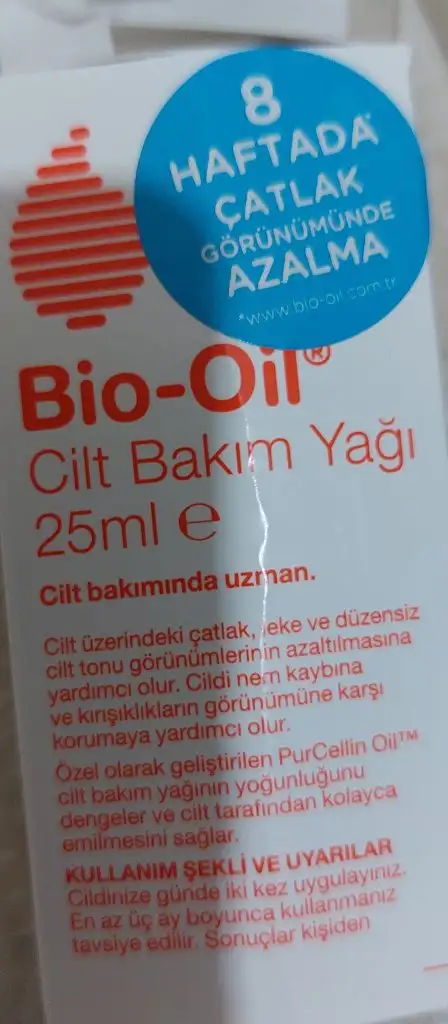 8
HAFTADA
ÇATLAK
GÖRÜNÜMÜNDE
AZALMA
*www.bio-oil.com.tr
Bio-Oil®
Cilt Bakım Yağı
25ml ℮
Cilt bakımında uzman.
Cilt üzerindeki çatlak, leke ve düzensiz
cilt tonu görünümlerinin azaltılmasına
yardımcı olur. Cildi nem kaybına
ve kırışıklıkların görünümüne karşı
korumaya yardımcı olur.
Özel olarak geliştirilen PurCellin Oil™
cilt bakım yağının yoğunluğunu
dengeler ve cilt tarafından kolayca
emilmesini sağlar.
KULLANIM ŞEKLİ VE UYARILAR
Cildinize günde iki kez uygulayınız.
En az üç ay boyunca kullanmanız
tavsiye edilir. Sonuçlar kişiden